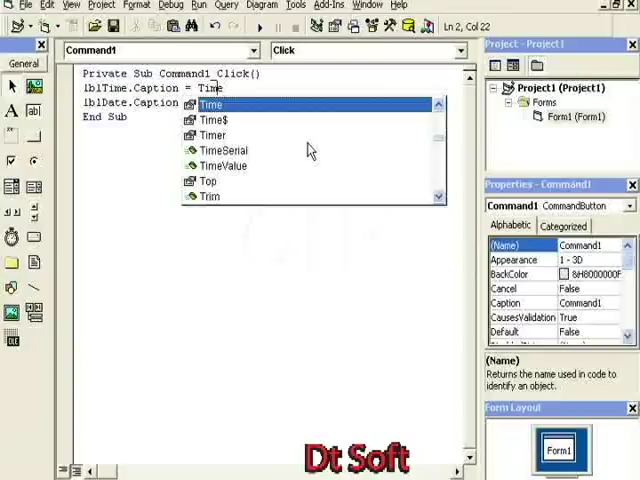 File Edit View Project Format Debug Run Query Diagram Tools Add-Ins Window Help
Ln 2, Col 22
General
Command1
Click
Private Sub Command1_Click()
lblTime.Caption = Time
lblDate.Caption
End Sub
Time
Time$
Timer
TimeSerial
TimeValue
Top
Trim
Project - Project1
Project1 (Project1)
Forms
Form1 (Form1)
Properties - Command1
Command1 CommandButton
Alphabetic Categorized
(Name) Command1
Appearance 1 - 3D
BackColor &H8000000F
Cancel False
Caption Command1
CausesValidation True
Default False
(Name)
Returns the name used in code to
identify an object.
Form Layout
Form1
Dt Soft